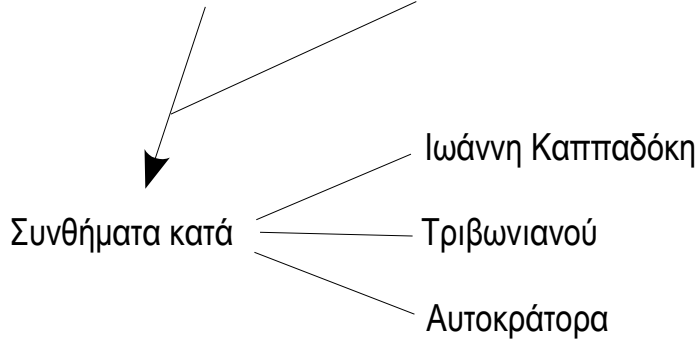 Ιωάννη Καππαδόκη
Συνθήματα κατά
Τριβωνιανού
Αυτοκράτορα